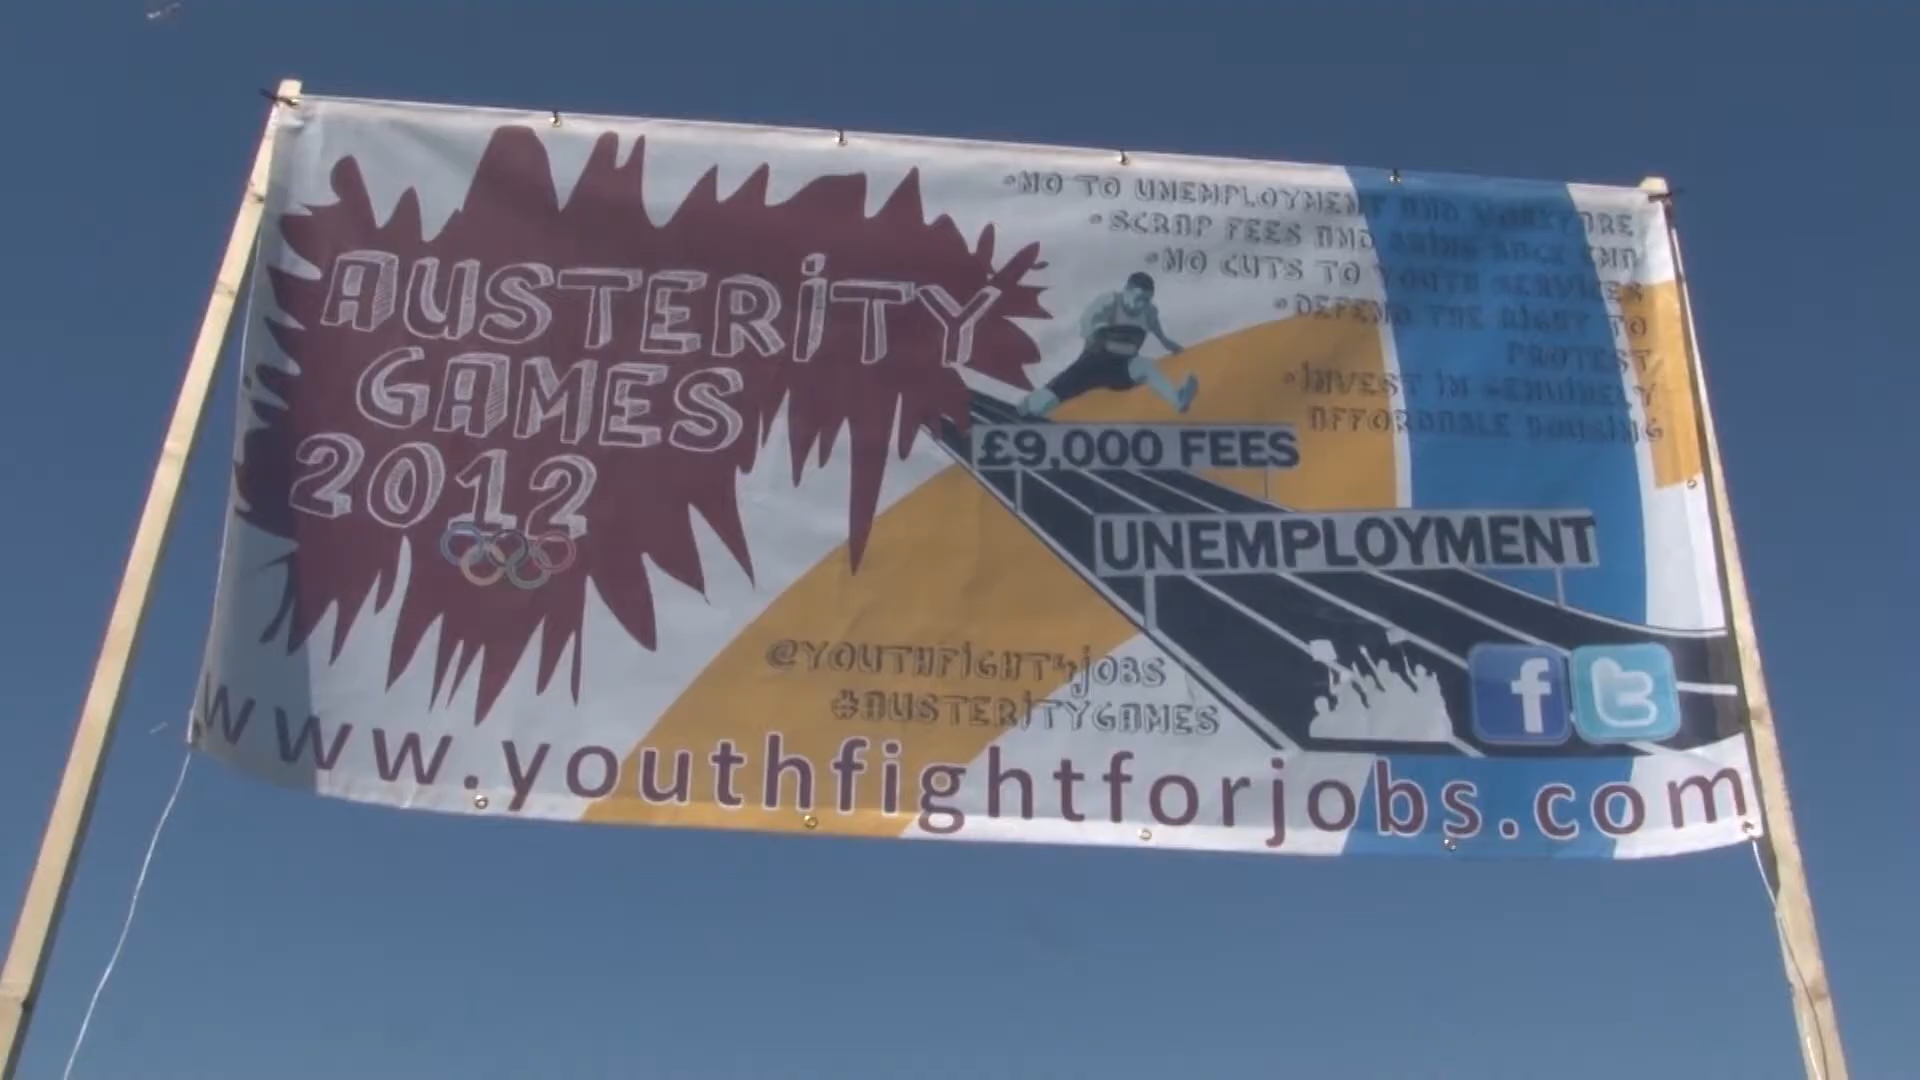 AUSTERiTY
GAMES
2012
•NO TO UNEMPLOYMENT AND WORKFARE
•SCRAP FEES AND BRING BACK EMA
•NO CUTS TO YOUTH SERVICES
•DEFEND THE RiGHT TO
PROTEST
•iNVEST iN GENUiNELY
AFFORDABLE HOUSiNG
£9,000 FEES
UNEMPLOYMENT
@YOUTHFiGHT4jOBS
#AUSTERiTYGAMES
f
t
www.youthfightforjobs.com